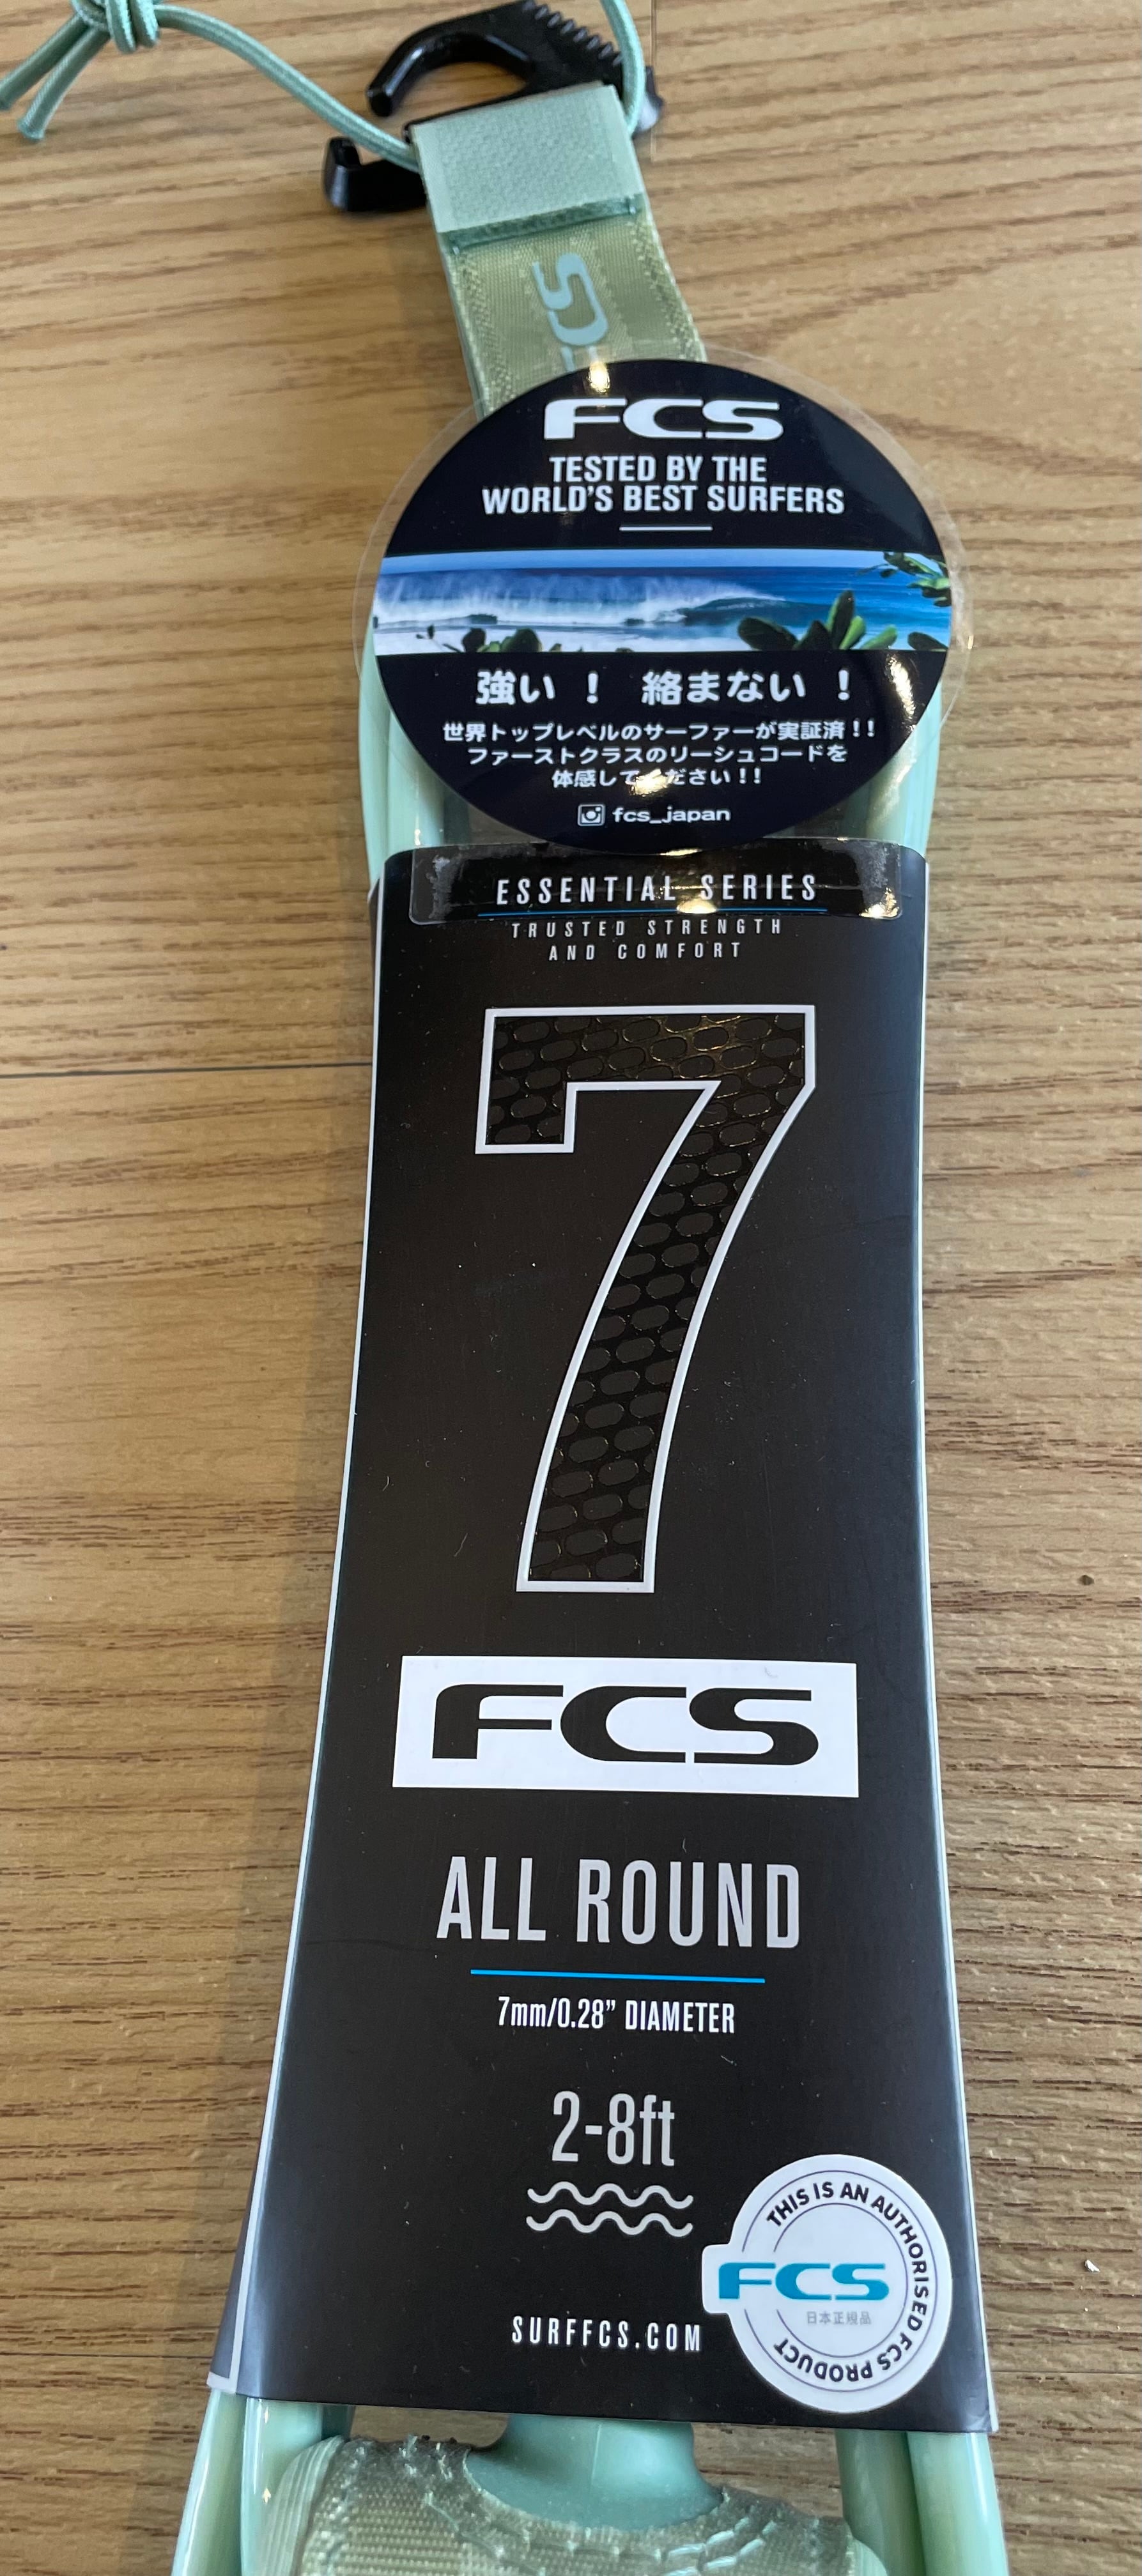 FCS
TESTED BY THE
WORLD'S BEST SURFERS
強い ! 絡まない !
世界トップレベルのサーファーが実証済!!
ファーストクラスのリーシュコードを
体感してください!!
fcs_japan
ESSENTIAL SERIES
TRUSTED STRENGTH
AND COMFORT
7
FCS
ALL ROUND
7mm/0.28” DIAMETER
2-8ft
SURFFCS.COM
THIS IS AN AUTHORISED FCS PRODUCT
FCS
日本正規品